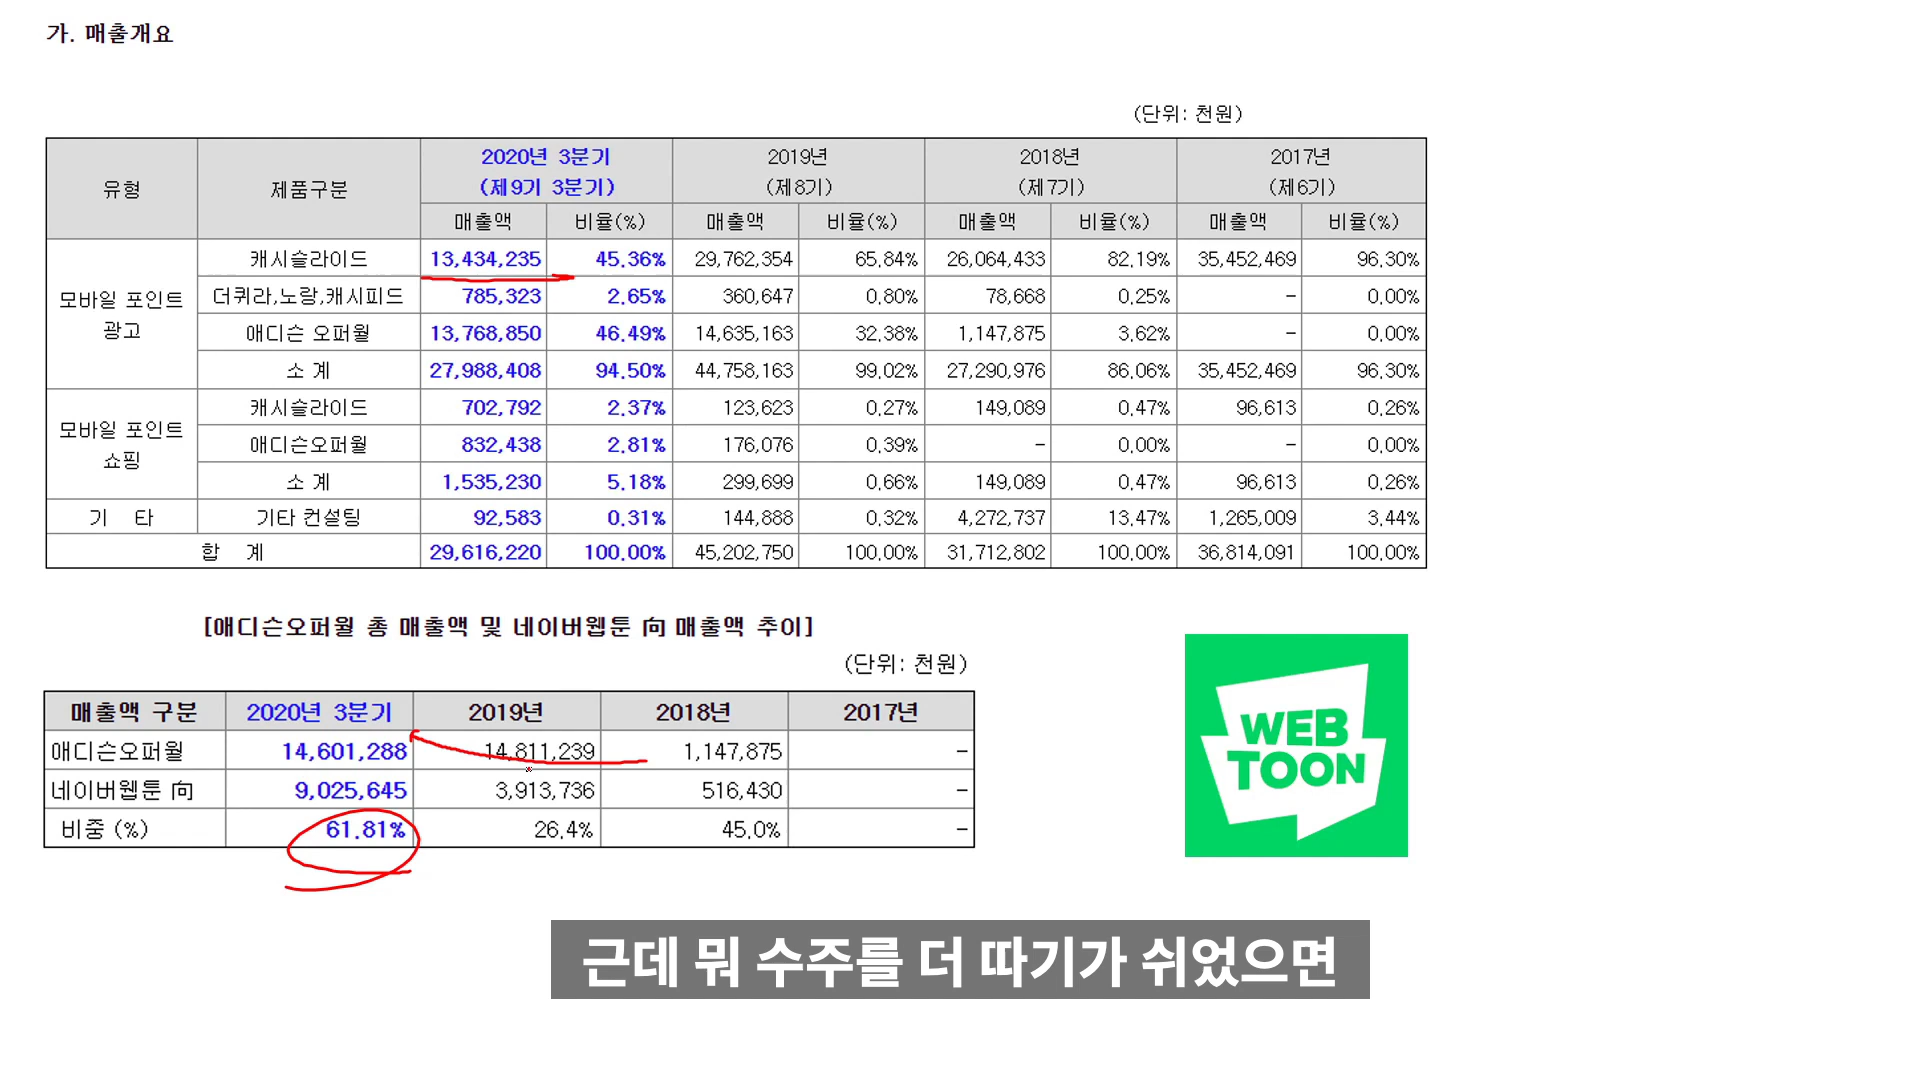 가. 매출개요
(단위: 천원)
유형 제품구분 2020년 3분기 (제9기 3분기) 2019년 (제8기) 2018년 (제7기) 2017년 (제6기)
매출액 비율(%) 매출액 비율(%) 매출액 비율(%) 매출액 비율(%)
모바일 포인트 광고 캐시슬라이드 13,434,235 45.36% 29,762,354 65.84% 26,064,433 82.19% 35,452,469 96.30%
더퀴라,노랑,캐시피드 785,323 2.65% 360,647 0.80% 78,668 0.25% - 0.00%
애디슨 오퍼월 13,768,850 46.49% 14,635,163 32.38% 1,147,875 3.62% - 0.00%
소 계 27,988,408 94.50% 44,758,163 99.02% 27,290,976 86.06% 35,452,469 96.30%
모바일 포인트 쇼핑 캐시슬라이드 702,792 2.37% 123,623 0.27% 149,089 0.47% 96,613 0.26%
애디슨오퍼월 832,438 2.81% 176,076 0.39% - 0.00% - 0.00%
소 계 1,535,230 5.18% 299,699 0.66% 149,089 0.47% 96,613 0.26%
기 타 기타 컨설팅 92,583 0.31% 144,888 0.32% 4,272,737 13.47% 1,265,009 3.44%
합 계 29,616,220 100.00% 45,202,750 100.00% 31,712,802 100.00% 36,814,091 100.00%
[애디슨오퍼월 총 매출액 및 네이버웹툰 向 매출액 추이]
(단위: 천원)
매출액 구분 2020년 3분기 2019년 2018년 2017년
애디슨오퍼월 14,601,288 14,811,239 1,147,875 -
네이버웹툰 向 9,025,645 3,913,736 516,430 -
비중 (%) 61.81% 26.4% 45.0% -
WEB
TOON
근데 뭐 수주를 더 따기가 쉬었으면